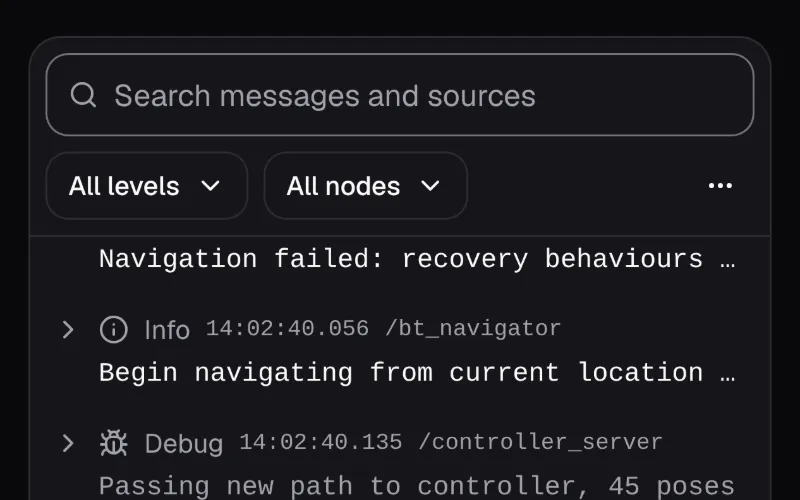 Search messages and sources
All levels
All nodes
Navigation failed: recovery behaviours …
Info 14:02:40.056 /bt_navigator
Begin navigating from current location …
Debug 14:02:40.135 /controller_server
Passing new path to controller, 45 poses